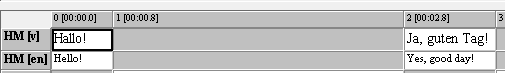 0 [00:00.0] 1 [00:00.8] 2 [00:02.8] 3
HM [v] Hallo! Ja, guten Tag!
HM [en] Hello! Yes, good day!